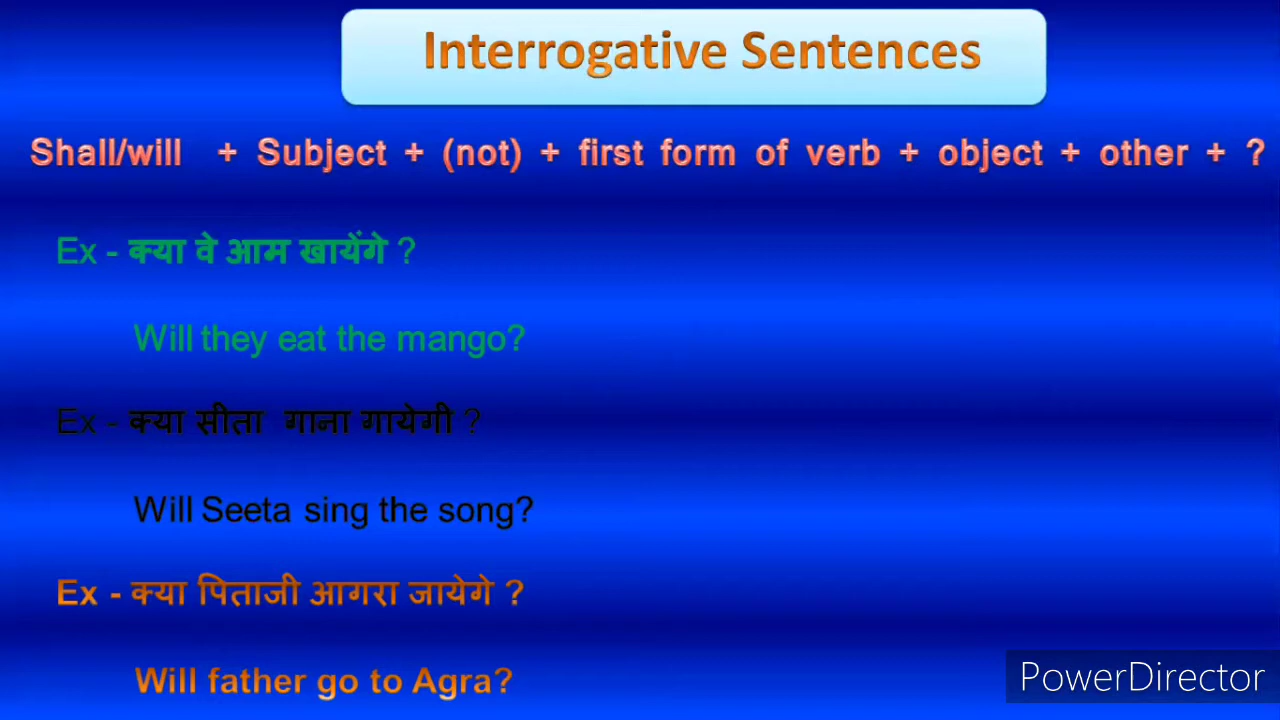 Interrogative Sentences
Shall/will + Subject + (not) + first form of verb + object + other + ?
Ex - क्या वे आम खायेंगे ?
Will they eat the mango?
Ex - क्या सीता गाना गायेगी ?
Will Seeta sing the song?
Ex - क्या पिताजी आगरा जायेगे ?
Will father go to Agra?
PowerDirector